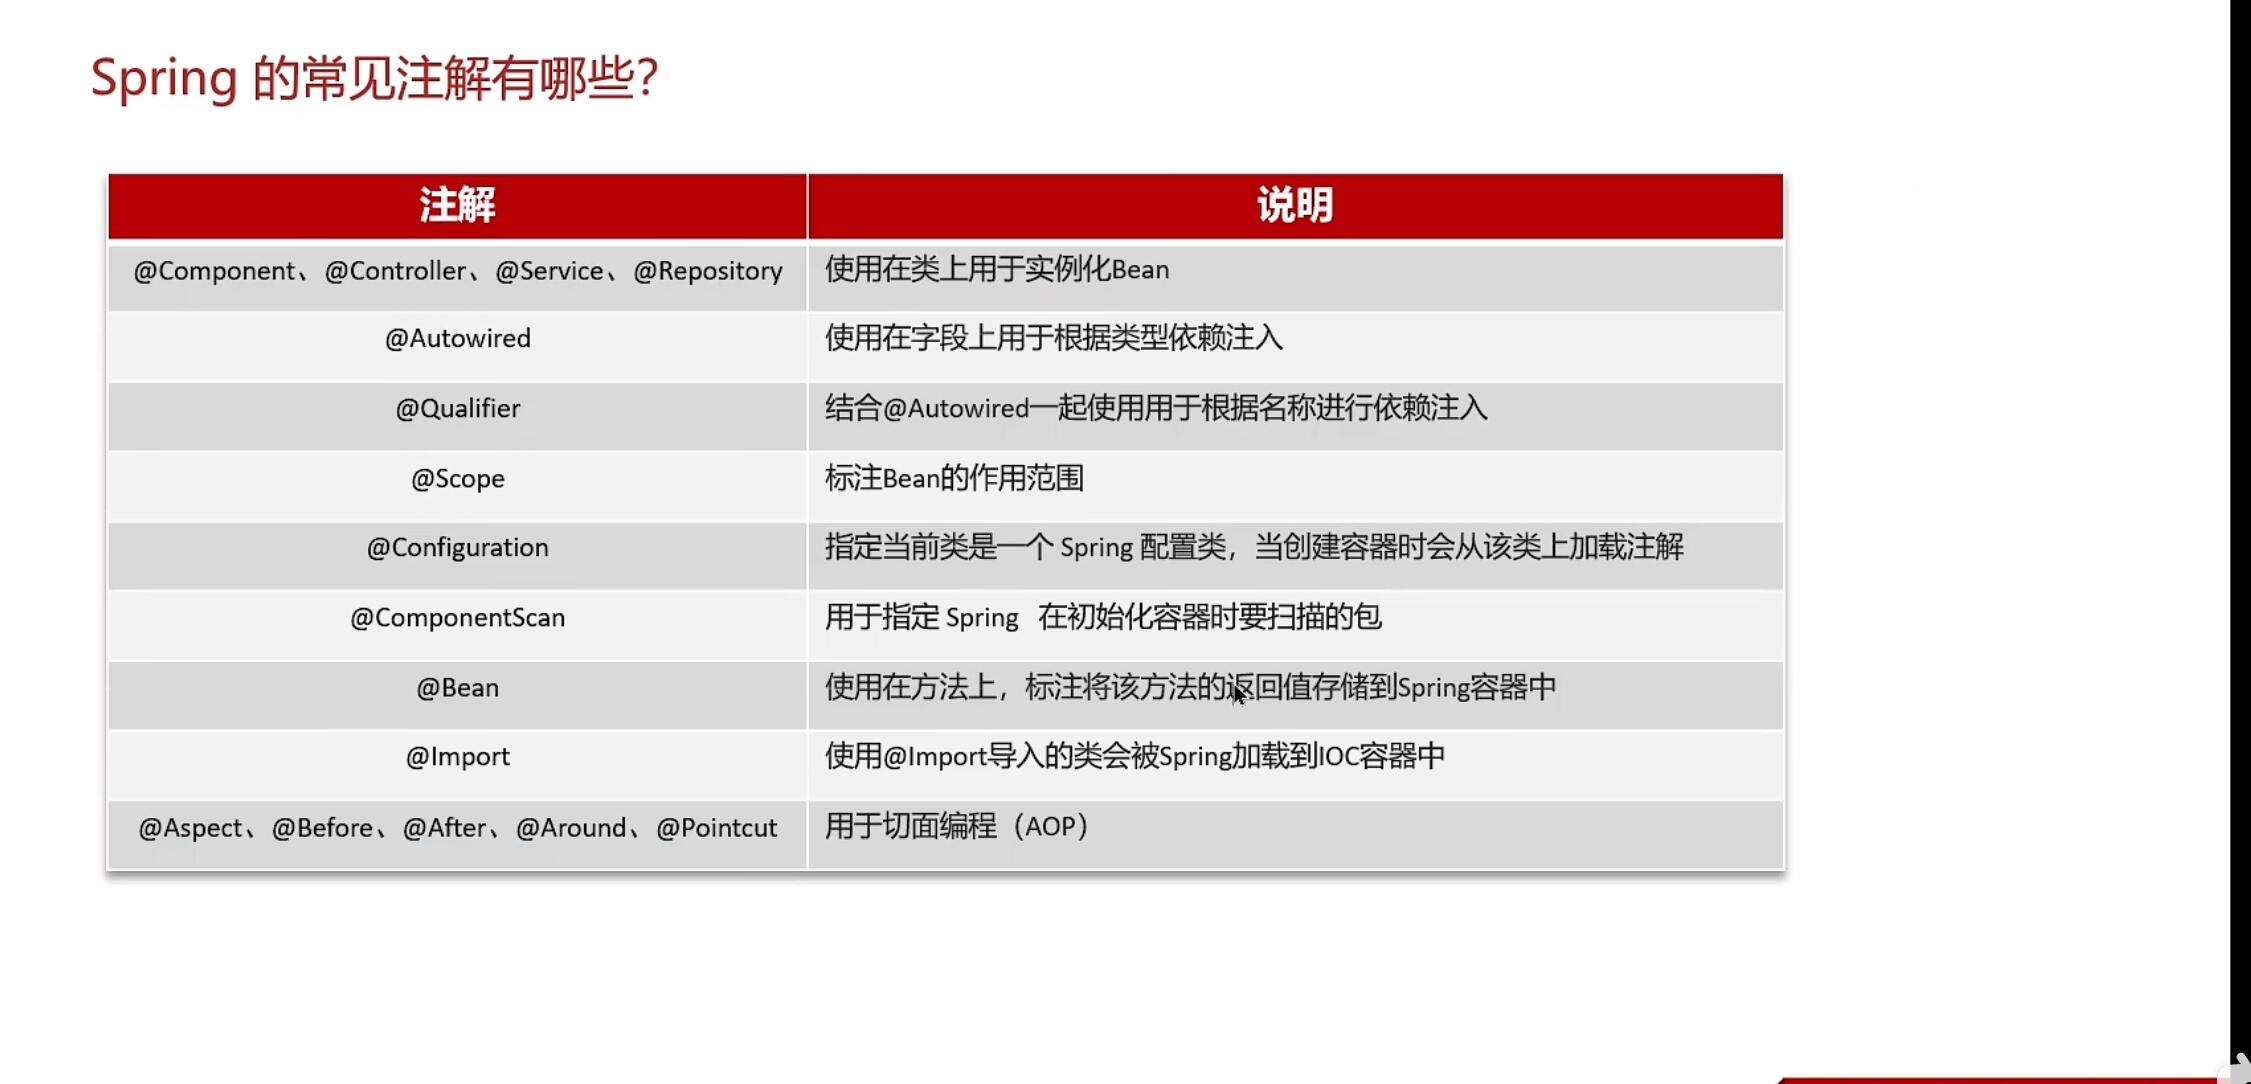 Spring 的常见注解有哪些?
注解 说明
@Component、@Controller、@Service、@Repository 使用在类上用于实例化Bean
@Autowired 使用在字段上用于根据类型依赖注入
@Qualifier 结合@Autowired一起使用用于根据名称进行依赖注入
@Scope 标注Bean的作用范围
@Configuration 指定当前类是一个 Spring 配置类，当创建容器时会从该类上加载注解
@ComponentScan 用于指定 Spring 在初始化容器时要扫描的包
@Bean 使用在方法上，标注将该方法的返回值存储到Spring容器中
@Import 使用@Import导入的类会被Spring加载到IOC容器中
@Aspect、@Before、@After、@Around、@Pointcut 用于切面编程（AOP）